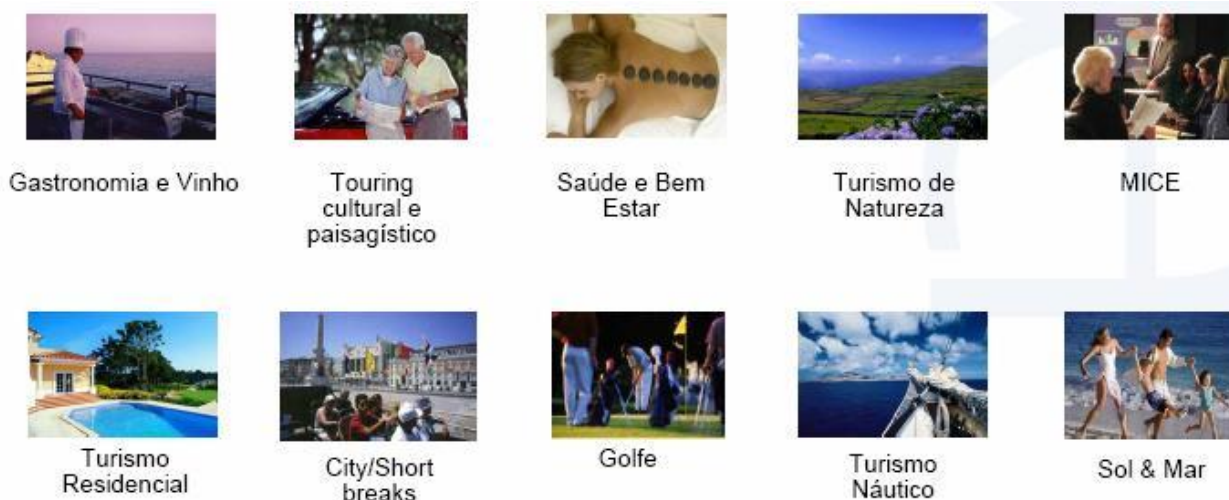 Gastronomia e Vinho
Touring
cultural e
paisagístico
Saúde e Bem
Estar
Turismo de
Natureza
MICE
Turismo
Residencial
City/Short
breaks
Golfe
Turismo
Náutico
Sol & Mar